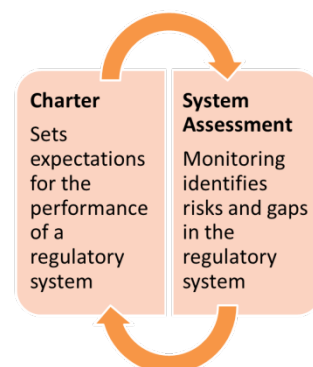 Charter
Sets
expectations
for the
performance
of a
regulatory
system
System
Assessment
Monitoring
identifies
risks and gaps
in the
regulatory
system